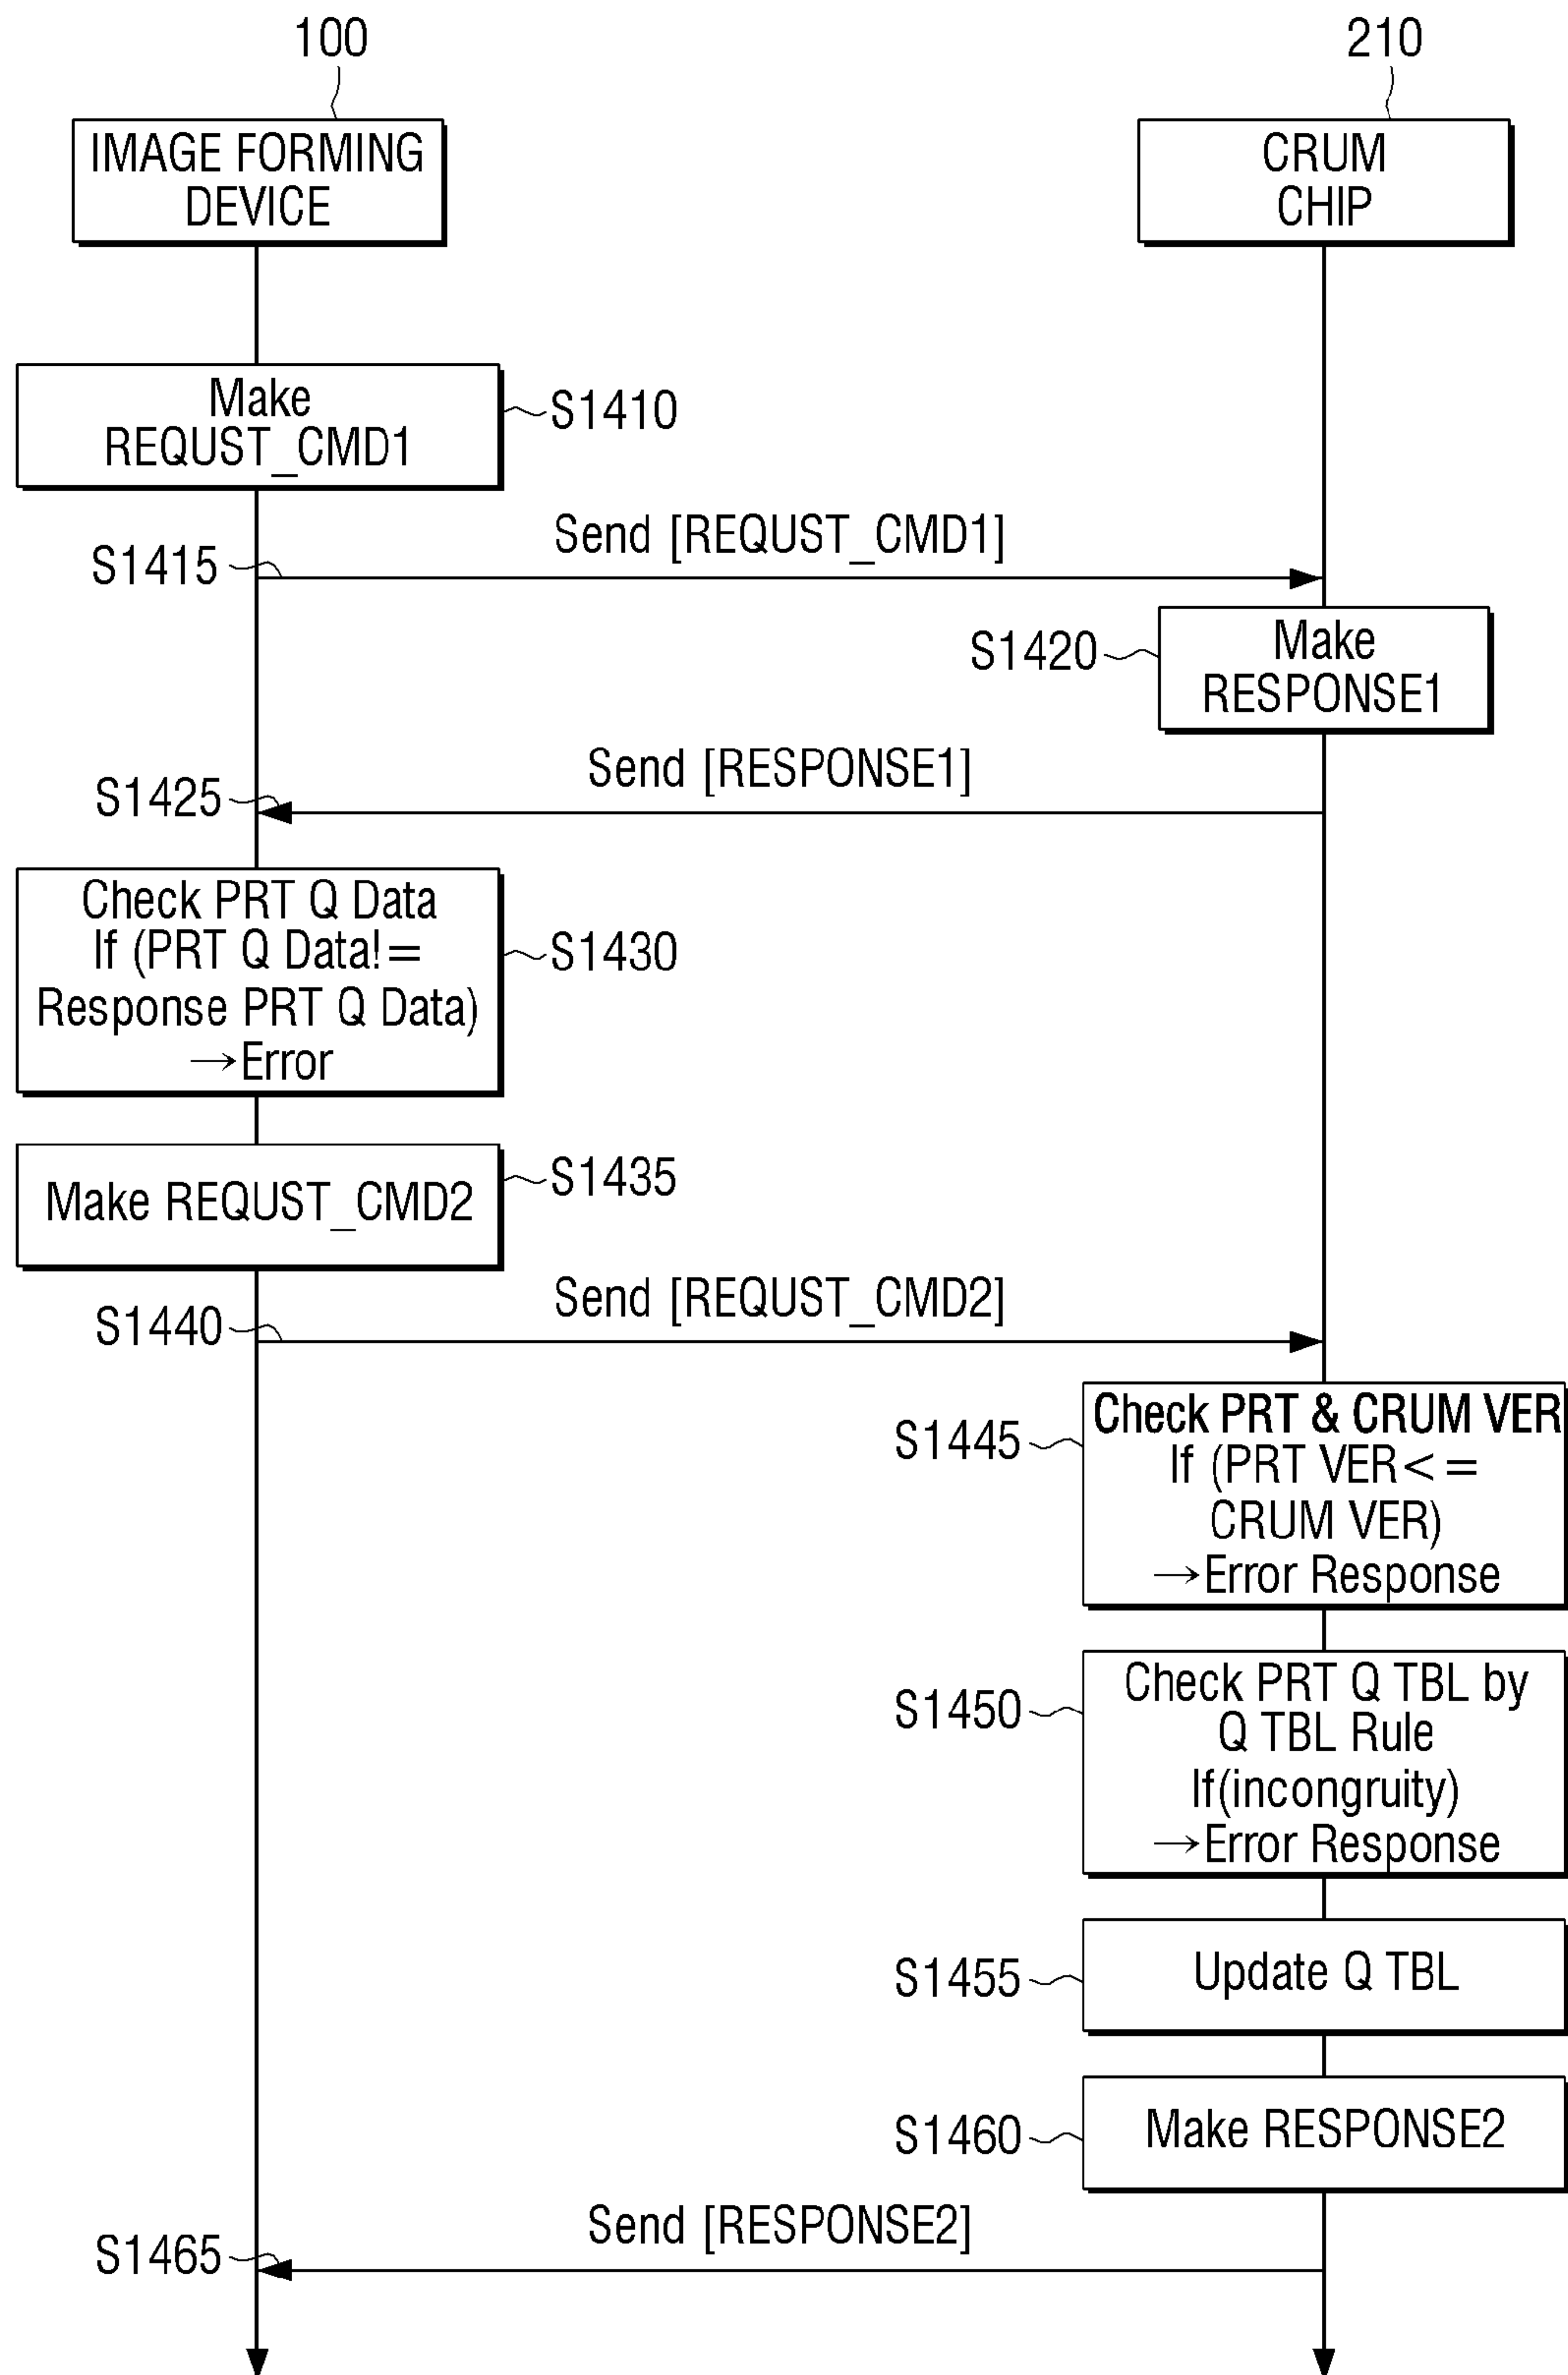 100
210
IMAGE FORMING
DEVICE
CRUM
CHIP
Make
REQUST_CMD1
S1410
Send [REQUST_CMD1]
S1415
S1420
Make
RESPONSE1
Send [RESPONSE1]
S1425
Check PRT Q Data
If (PRT Q Data!=
Response PRT Q Data)
→Error
S1430
Make REQUST_CMD2
S1435
Send [REQUST_CMD2]
S1440
S1445
Check PRT & CRUM VER
If (PRT VER<=
CRUM VER)
→Error Response
S1450
Check PRT Q TBL by
Q TBL Rule
If(incongruity)
→Error Response
S1455
Update Q TBL
S1460
Make RESPONSE2
Send [RESPONSE2]
S1465